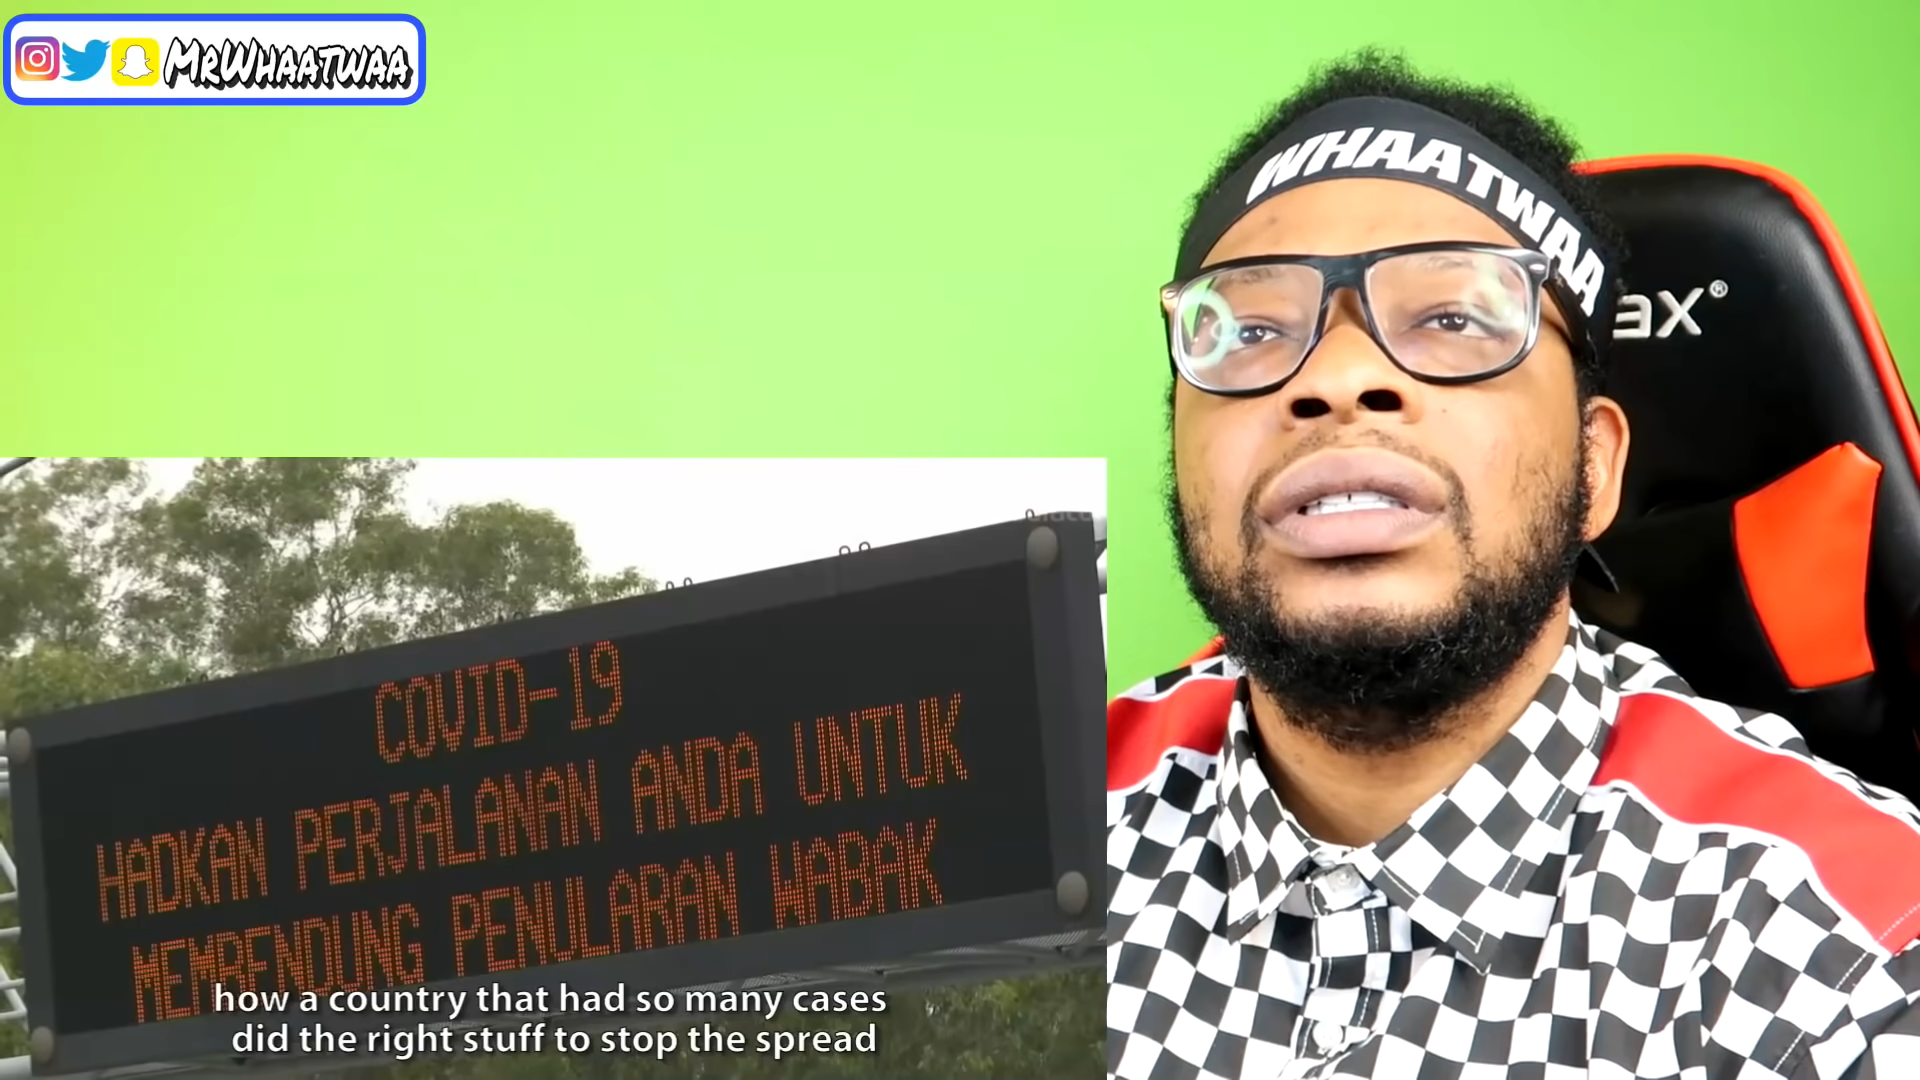 MRWHAATWAA
WHAATWAA
aX®
COVID-19
HADKAN PERJALANAN ANDA UNTUK
MEMBENDUNG PENULARAN WABAK
how a country that had so many cases
did the right stuff to stop the spread